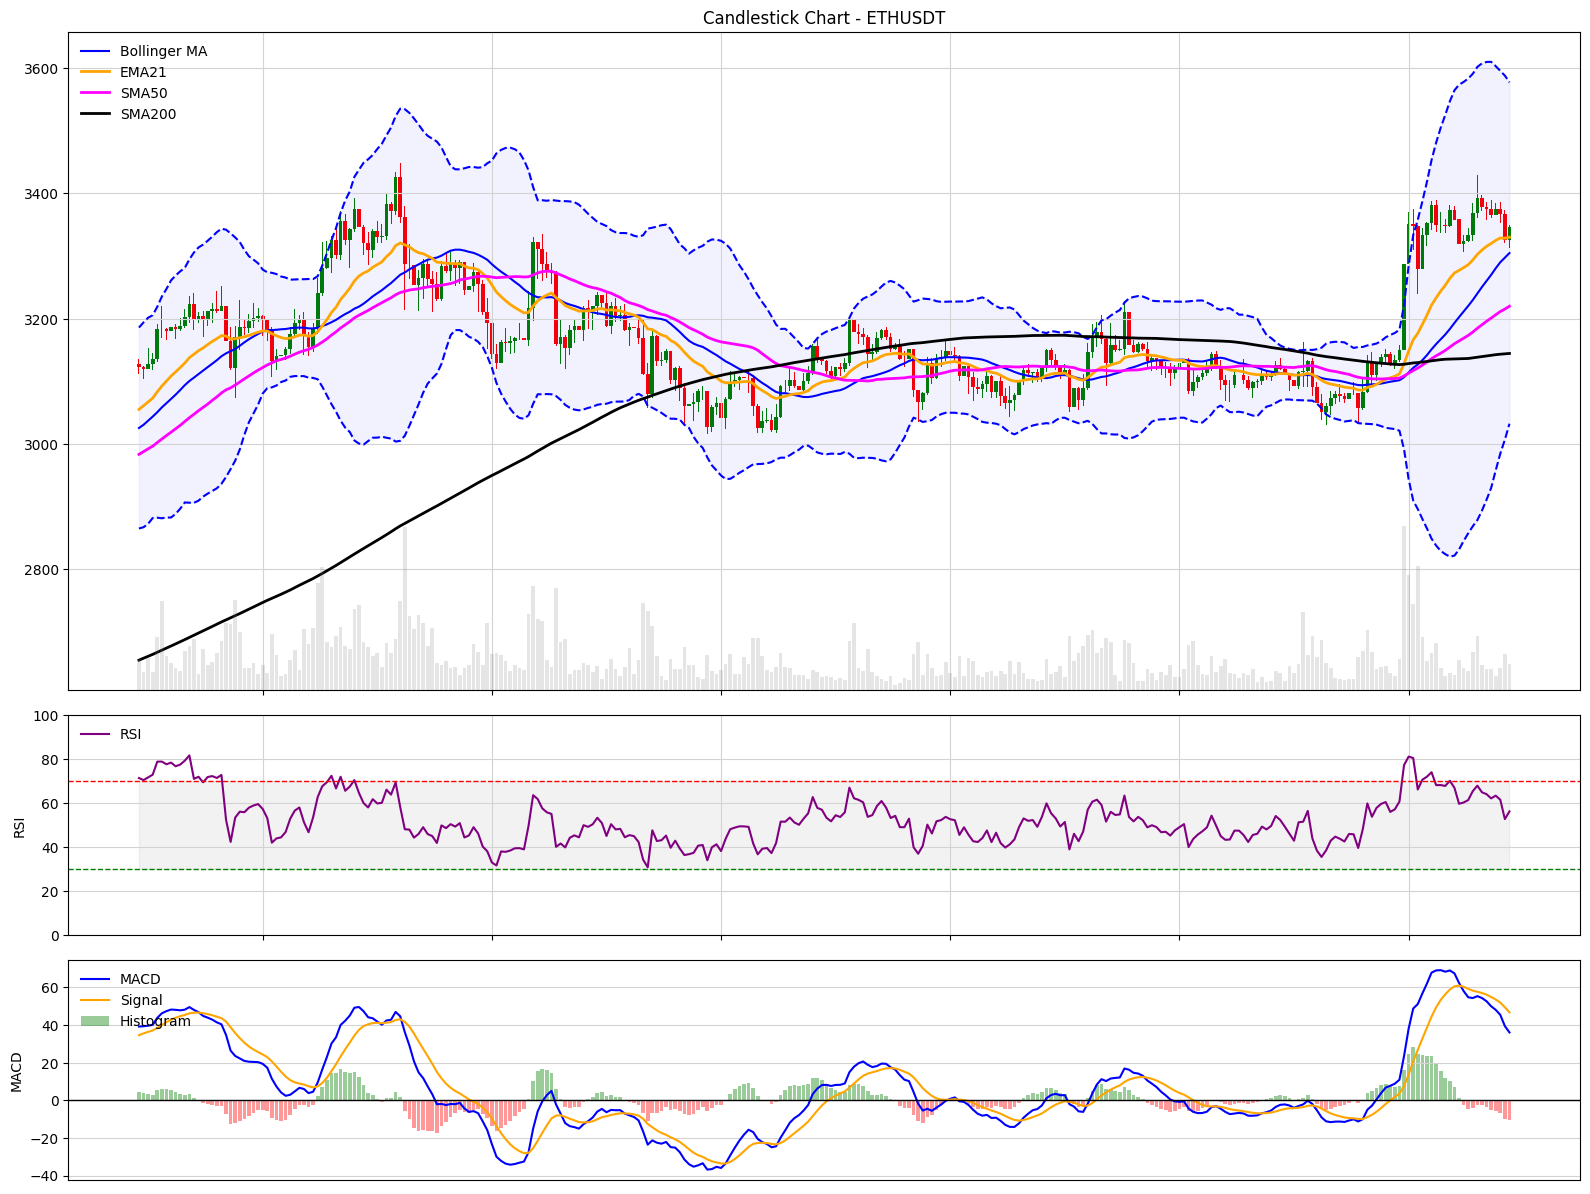 Candlestick Chart - ETHUSDT
Bollinger MA
EMA21
SMA50
SMA200
3600
3400
3200
3000
2800
RSI
100
80
60
40
20
0
RSI
MACD
Signal
Histogram
60
40
20
0
−20
−40
MACD